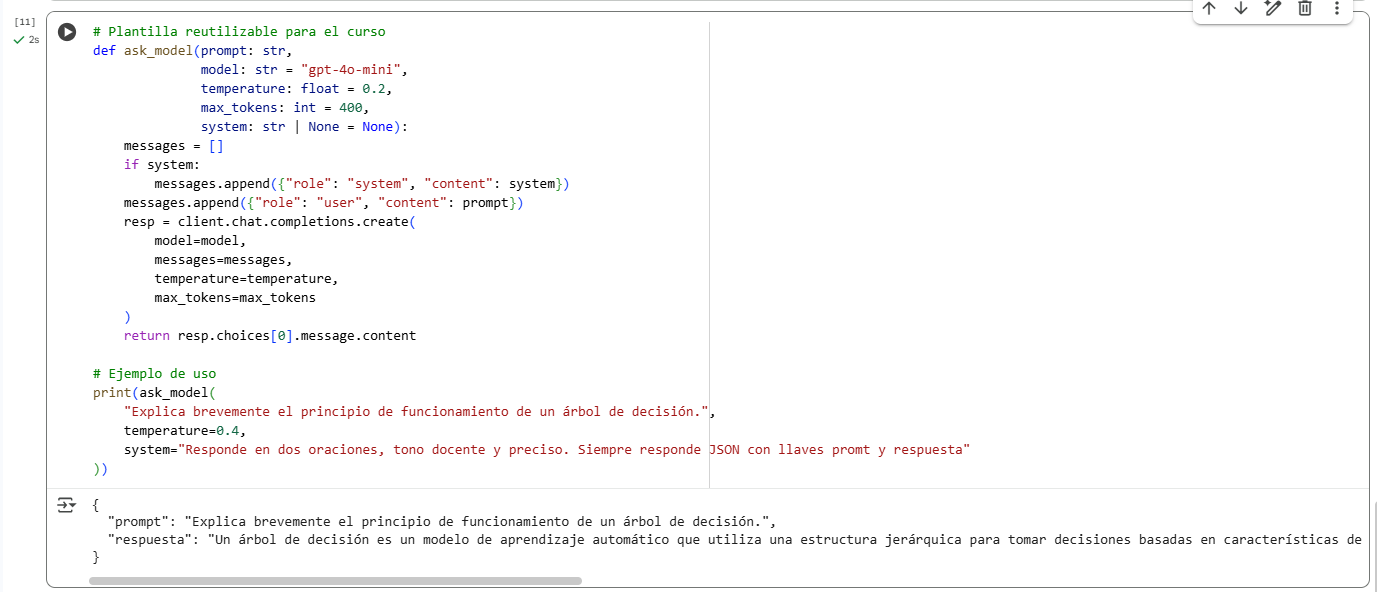 [11]
2s
# Plantilla reutilizable para el curso
def ask_model(prompt: str,
              model: str = "gpt-4o-mini",
              temperature: float = 0.2,
              max_tokens: int = 400,
              system: str | None = None):
    messages = []
    if system:
        messages.append({"role": "system", "content": system})
    messages.append({"role": "user", "content": prompt})
    resp = client.chat.completions.create(
        model=model,
        messages=messages,
        temperature=temperature,
        max_tokens=max_tokens
    )
    return resp.choices[0].message.content

# Ejemplo de uso
print(ask_model(
    "Explica brevemente el principio de funcionamiento de un árbol de decisión.",
    temperature=0.4,
    system="Responde en dos oraciones, tono docente y preciso. Siempre responde JSON con llaves promt y respuesta"
))
{
  "prompt": "Explica brevemente el principio de funcionamiento de un árbol de decisión.",
  "respuesta": "Un árbol de decisión es un modelo de aprendizaje automático que utiliza una estructura jerárquica para tomar decisiones basadas en características de
}